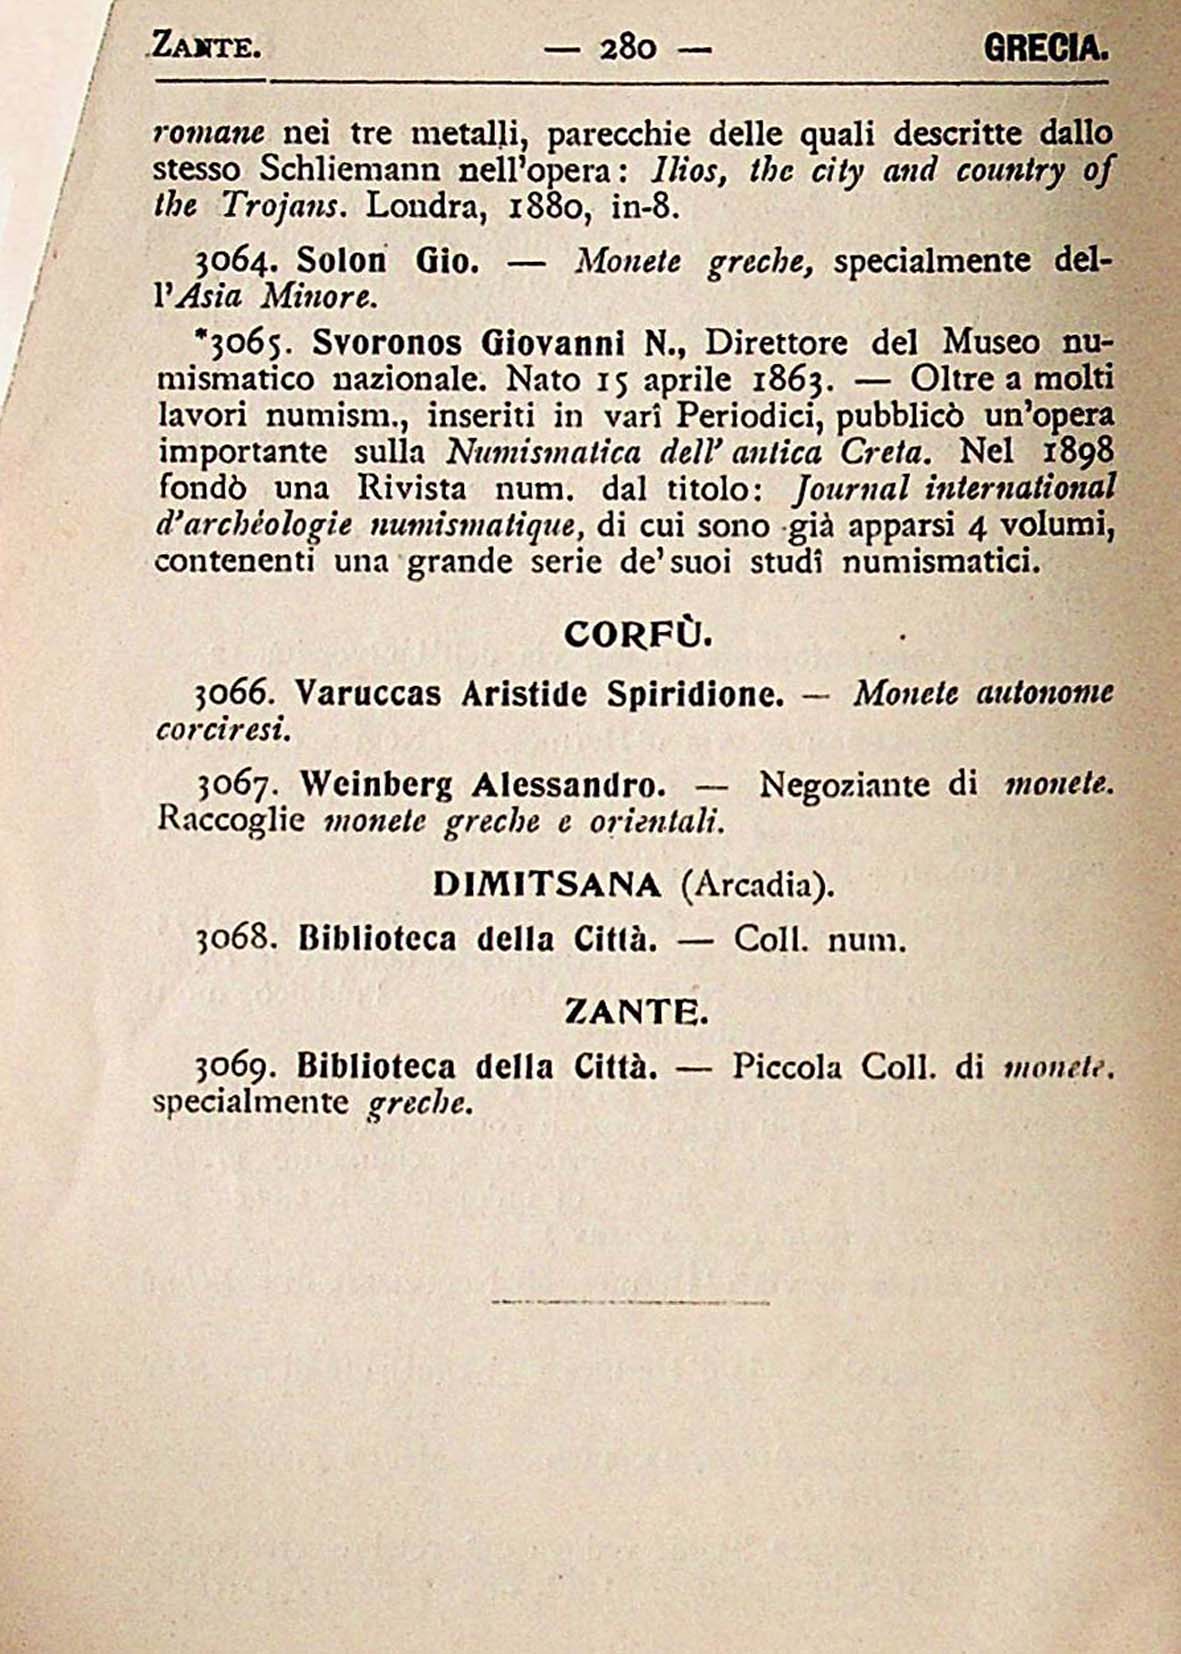 ZANTE. — 280 — GRECIA.
romane nei tre metalli, parecchie delle quali descritte dallo
stesso Schliemann nell'opera: Ilios, the city and country of
the Trojans. Londra, 1880, in-8.
3064. Solon Gio. — Monete greche, specialmente del-
l'Asia Minore.
*3065. Svoronos Giovanni N., Direttore del Museo nu-
mismatico nazionale. Nato 15 aprile 1863. — Oltre a molti
lavori numism., inseriti in varî Periodici, pubblicò un'opera
importante sulla Numismatica dell' antica Creta. Nel 1898
fondò una Rivista num. dal titolo: Journal international
d'archéologie numismatique, di cui sono già apparsi 4 volumi,
contenenti una grande serie de' suoi studî numismatici.
CORFÙ.
3066. Varuccas Aristide Spiridione. — Monete autonome
corciresi.
3067. Weinberg Alessandro. — Negoziante di monete.
Raccoglie monete greche e orientali.
DIMITSANA (Arcadia).
3068. Biblioteca della Città. — Coll. num.
ZANTE.
3069. Biblioteca della Città. — Piccola Coll. di monete.
specialmente greche.